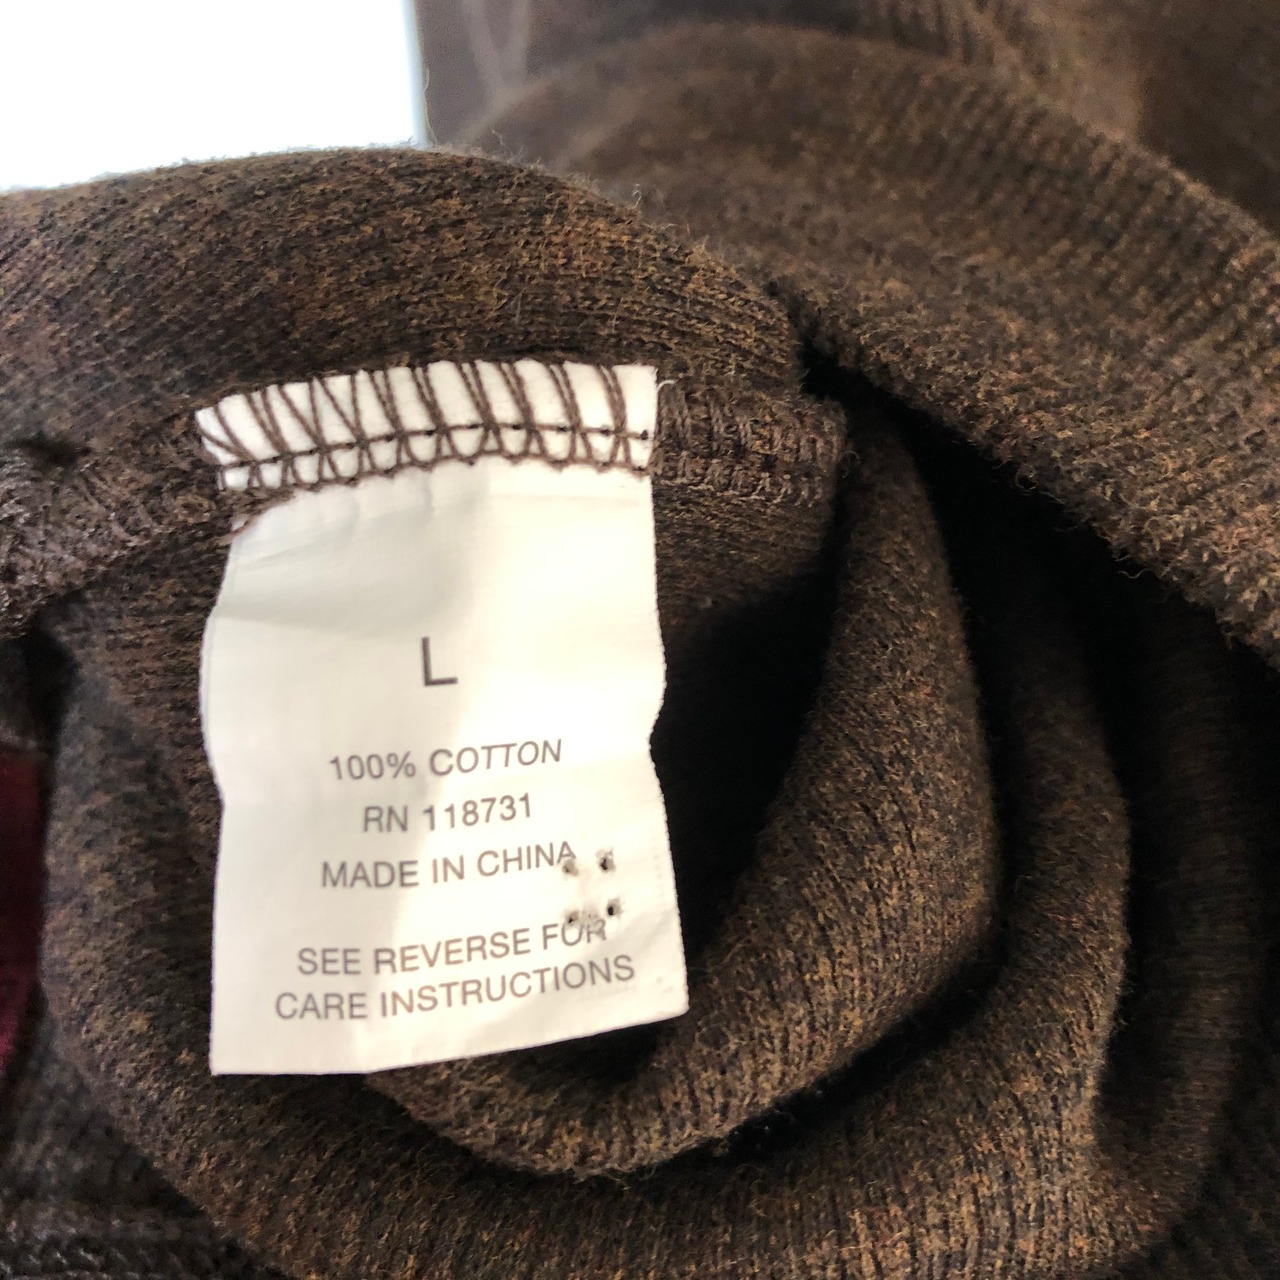 L
100% COTTON
RN 118731
MADE IN CHINA
SEE REVERSE FOR
CARE INSTRUCTIONS